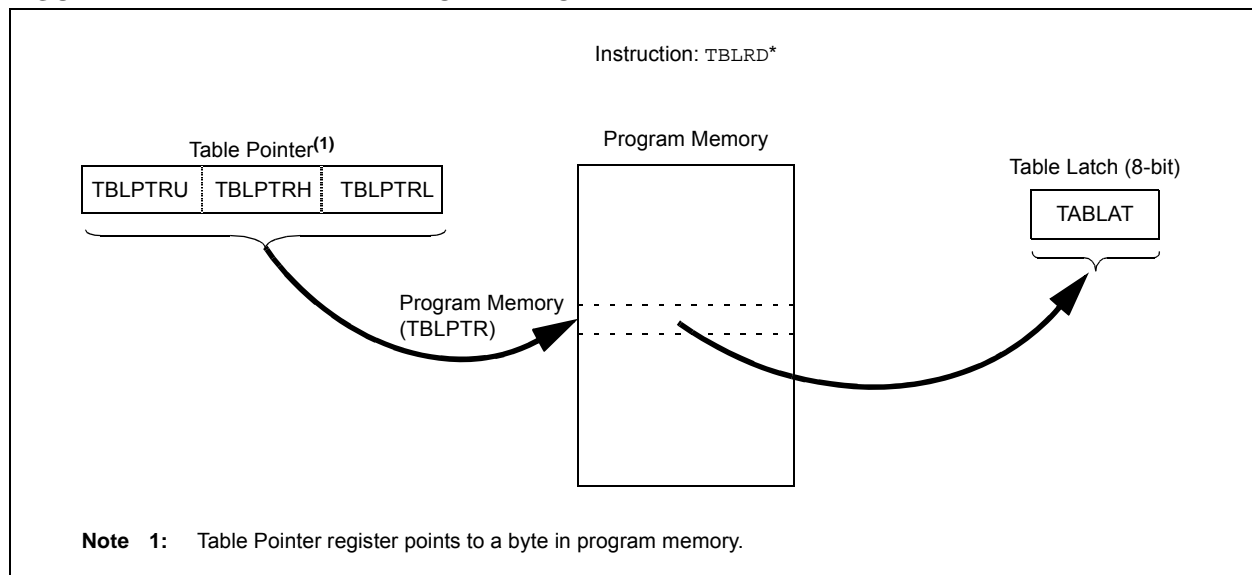 Instruction: TBLRD*
Table Pointer(1)
TBLPTRU TBLPTRH TBLPTRL
Program Memory
Table Latch (8-bit)
TABLAT
Program Memory
(TBLPTR)
Note 1: Table Pointer register points to a byte in program memory.